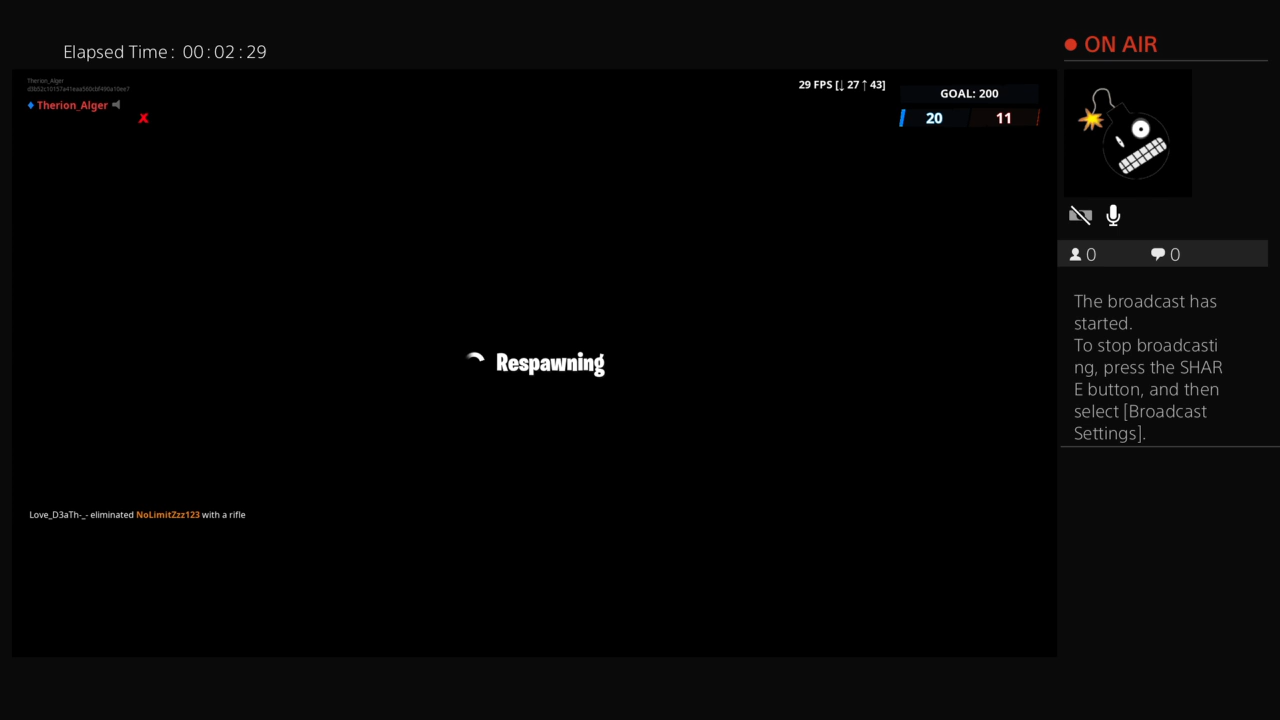 Elapsed Time: 00:02:29
ON AIR
Therion_Alger
Therion_Alger
29 FPS [↓ 27 ↑ 43]
GOAL: 200
20 11
X
0 0
The broadcast has
started.
To stop broadcasti
ng, press the SHAR
E button, and then
select [Broadcast
Settings].
Respawning
Love_D3aTh-_- eliminated NoLimitZzz123 with a rifle